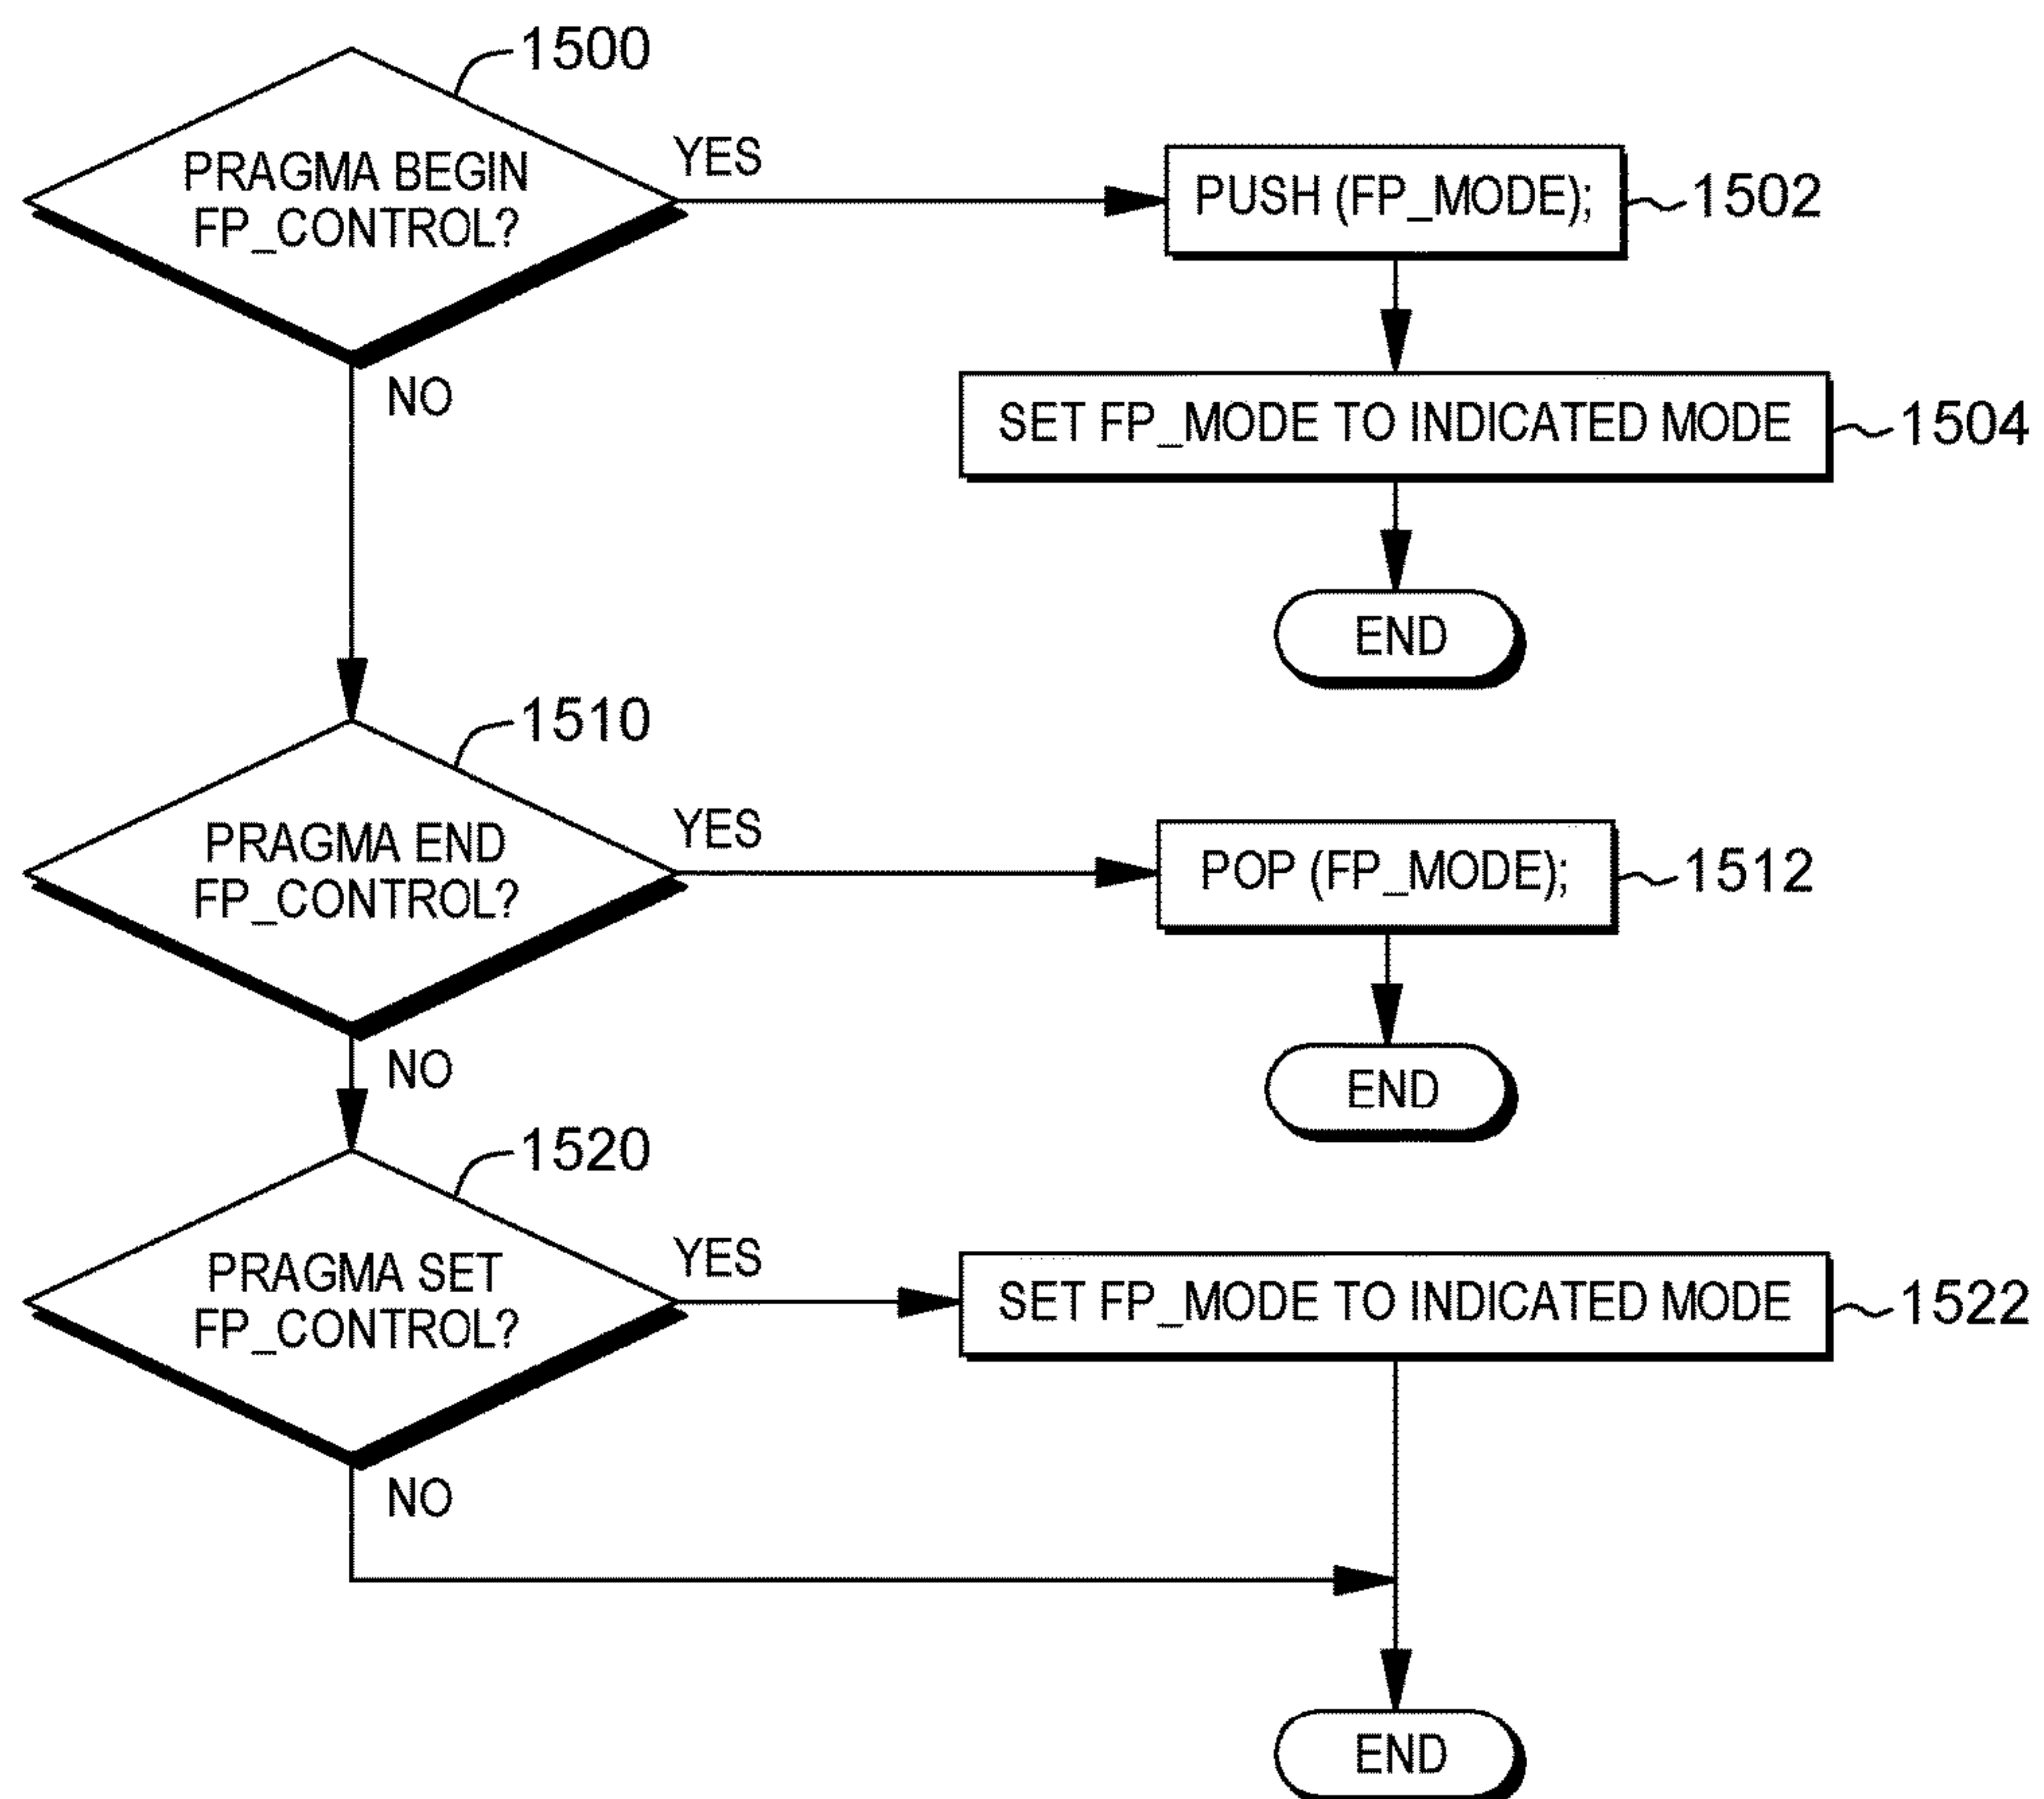 1500
PRAGMA BEGIN
FP_CONTROL?
YES
PUSH (FP_MODE);
1502
NO
SET FP_MODE TO INDICATED MODE
1504
END
1510
PRAGMA END
FP_CONTROL?
YES
POP (FP_MODE);
1512
NO
END
1520
PRAGMA SET
FP_CONTROL?
YES
SET FP_MODE TO INDICATED MODE
1522
NO
END